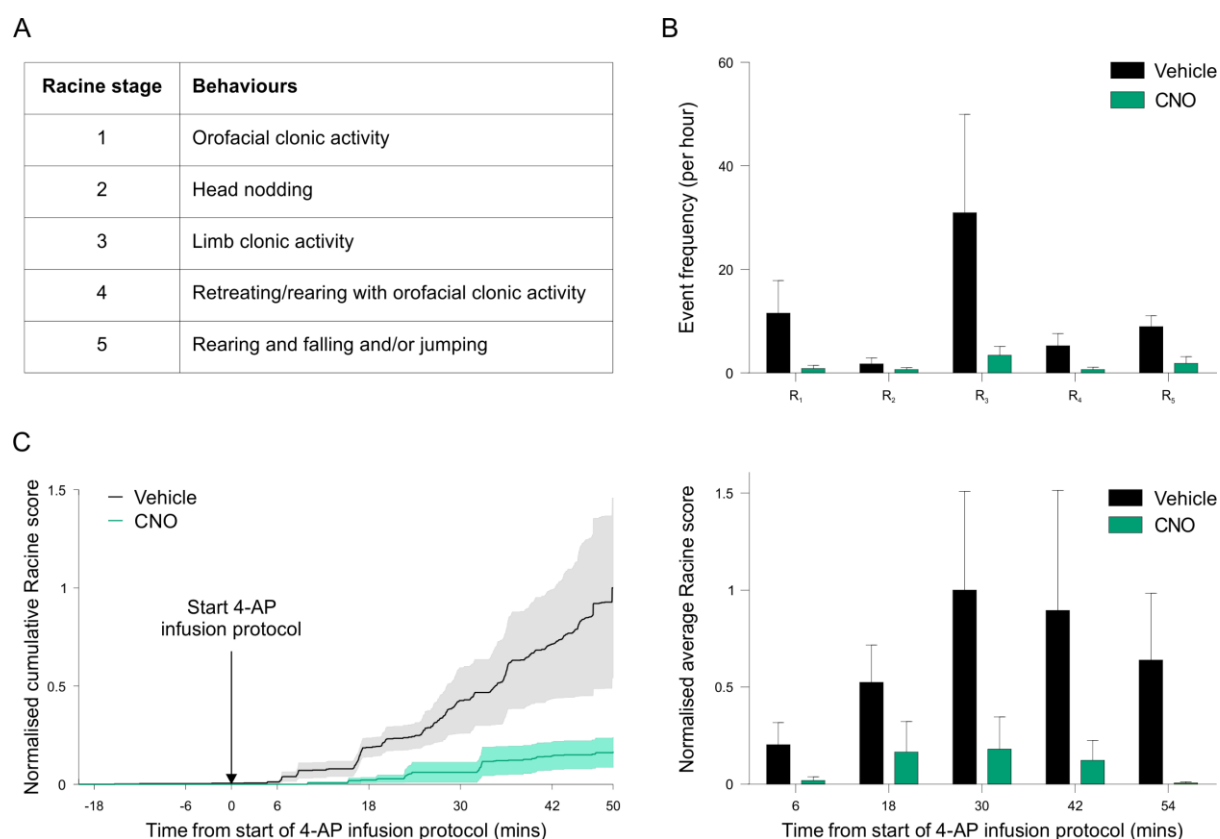 A
Racine stage Behaviours
1 Orofacial clonic activity
2 Head nodding
3 Limb clonic activity
4 Retreating/rearing with orofacial clonic activity
5 Rearing and falling and/or jumping
B
Event frequency (per hour)
60
40
20
0
Vehicle
CNO
R₁ R₂ R₃ R₄ R₅
C
Normalised cumulative Racine score
1.5
1
0.5
0
Vehicle
CNO
Start 4-AP
infusion protocol
-18 -6 0 6 18 30 42 50
Time from start of 4-AP infusion protocol (mins)
Normalised average Racine score
1.5
1
0.5
0
Vehicle
CNO
6 18 30 42 54
Time from start of 4-AP infusion protocol (mins)